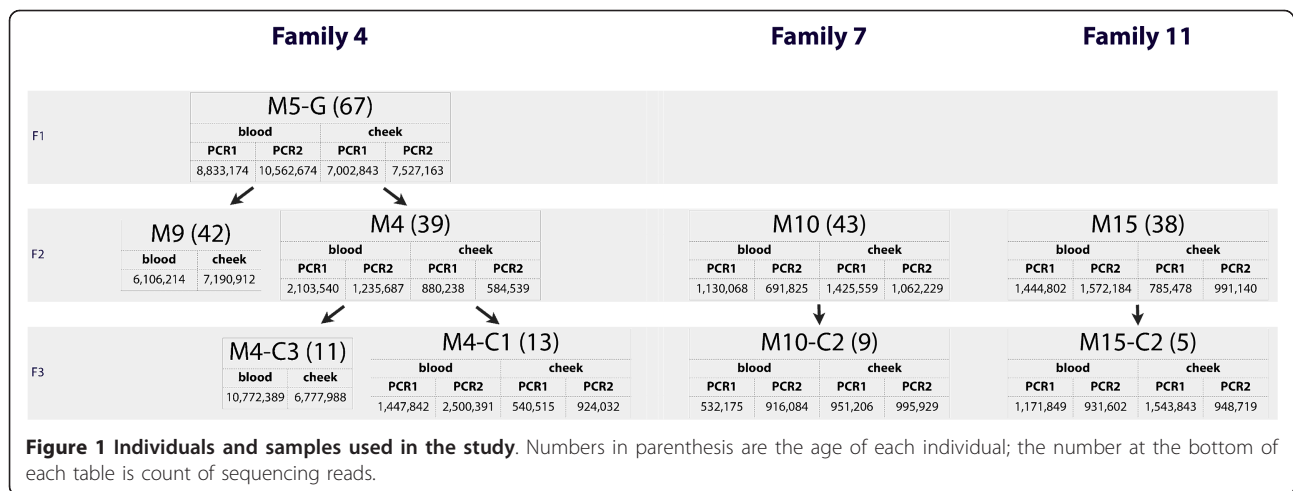 Family 4 Family 7 Family 11
F1
M5-G (67)
blood cheek
PCR1 PCR2 PCR1 PCR2
8,833,174 10,562,674 7,002,843 7,527,163
F2
M9 (42)
blood cheek
6,106,214 7,190,912
M4 (39)
blood cheek
PCR1 PCR2 PCR1 PCR2
2,103,540 1,235,687 880,238 584,539
M10 (43)
blood cheek
PCR1 PCR2 PCR1 PCR2
1,130,068 691,825 1,425,559 1,062,229
M15 (38)
blood cheek
PCR1 PCR2 PCR1 PCR2
1,444,802 1,572,184 785,478 991,140
F3
M4-C3 (11)
blood cheek
10,772,389 6,777,988
M4-C1 (13)
blood cheek
PCR1 PCR2 PCR1 PCR2
1,447,842 2,500,391 540,515 924,032
M10-C2 (9)
blood cheek
PCR1 PCR2 PCR1 PCR2
532,175 916,084 951,206 995,929
M15-C2 (5)
blood cheek
PCR1 PCR2 PCR1 PCR2
1,171,849 931,602 1,543,843 948,719
Figure 1 Individuals and samples used in the study. Numbers in parenthesis are the age of each individual; the number at the bottom of
each table is count of sequencing reads.